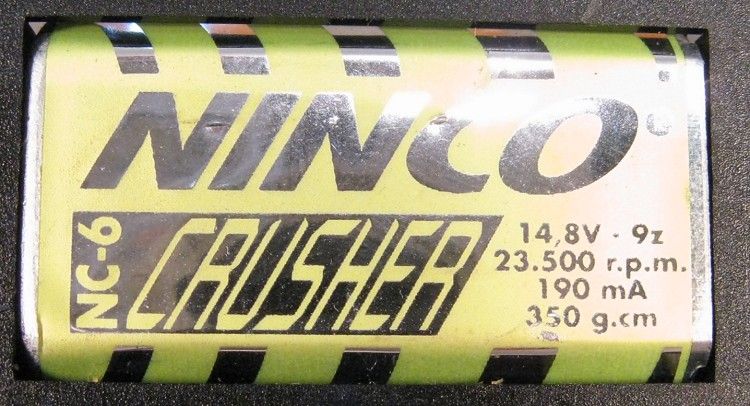 NINCO®
NC-6
CRUSHER
14,8V - 9z
23.500 r.p.m.
190 mA
350 g.cm